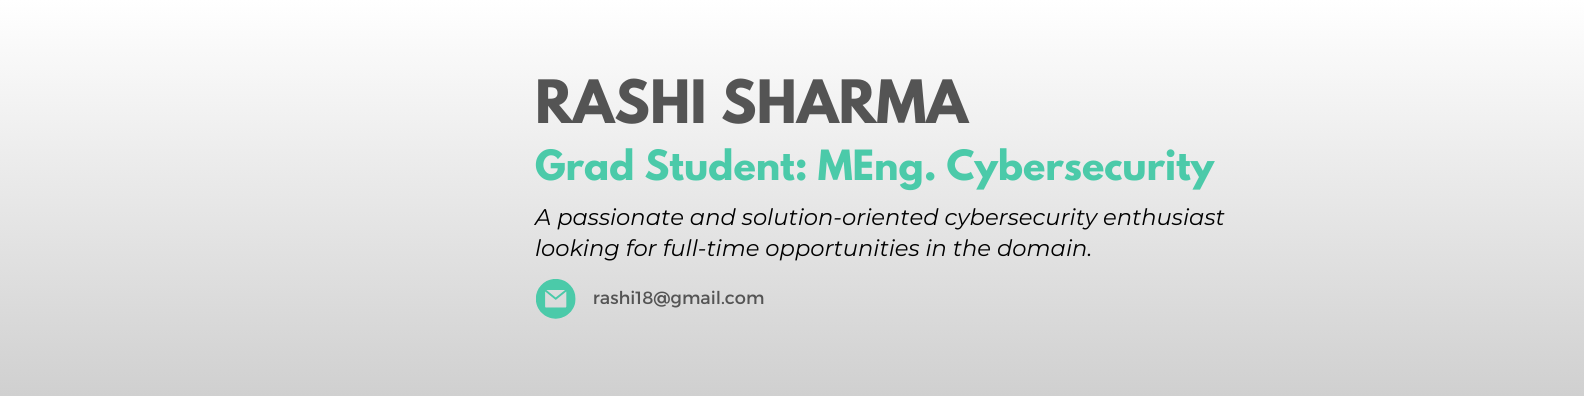 RASHI SHARMA
Grad Student: MEng. Cybersecurity
A passionate and solution-oriented cybersecurity enthusiast
looking for full-time opportunities in the domain.
rashi18@gmail.com